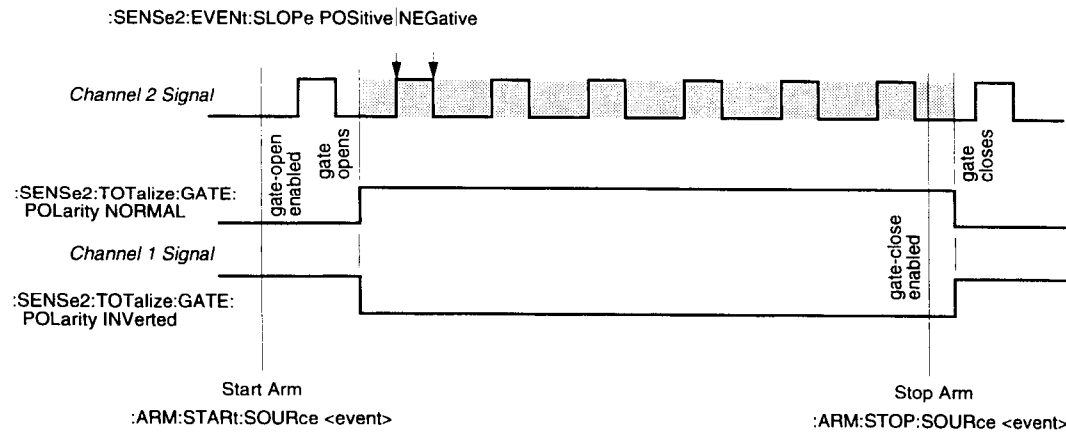 :SENSe2:EVENt:SLOPe POSitive|NEGative
Channel 2 Signal
gate-open
enabled
gate
opens
gate
closes
:SENSe2:TOTalize:GATE:
POLarity NORMAL
Channel 1 Signal
gate-close
enabled
:SENSe2:TOTalize:GATE:
POLarity INVerted
Start Arm
Stop Arm
:ARM:STARt:SOURce <event>
:ARM:STOP:SOURce <event>